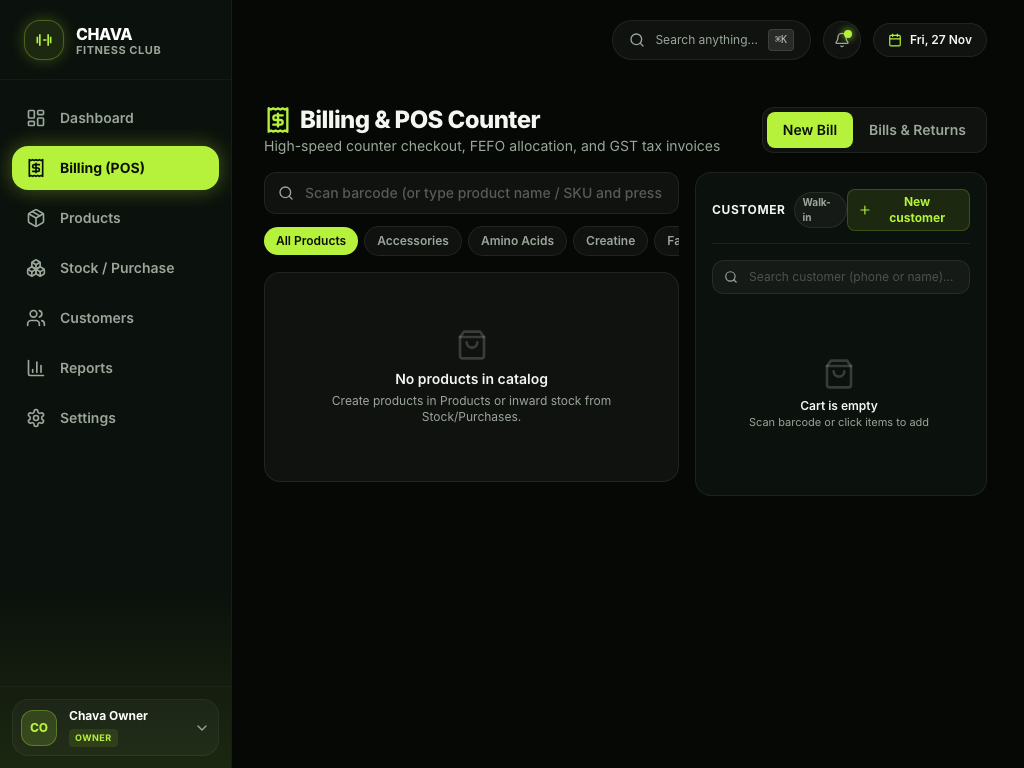 CHAVA
FITNESS CLUB
Search anything...
⌘K
Fri, 27 Nov
Dashboard
Billing (POS)
Products
Stock / Purchase
Customers
Reports
Settings
Chava Owner
CO
OWNER
Billing & POS Counter
High-speed counter checkout, FEFO allocation, and GST tax invoices
New Bill
Bills & Returns
Scan barcode (or type product name / SKU and press
All Products
Accessories
Amino Acids
Creatine
Fa
No products in catalog
Create products in Products or inward stock from
Stock/Purchases.
CUSTOMER
Walk-
in
New
customer
Search customer (phone or name)...
Cart is empty
Scan barcode or click items to add